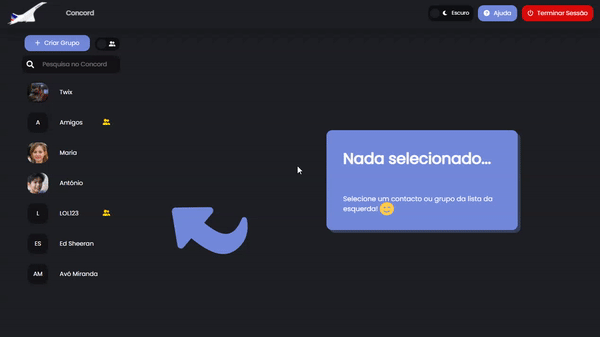 Concord
Escuro
Ajuda
Terminar Sessão
+ Criar Grupo
Pesquisa no Concord
Twix
A
Amigos
Maria
António
L
LOL123
ES
Ed Sheeran
AM
Avó Miranda
Nada selecionado...
Selecione um contacto ou grupo da lista da
esquerda! 😊